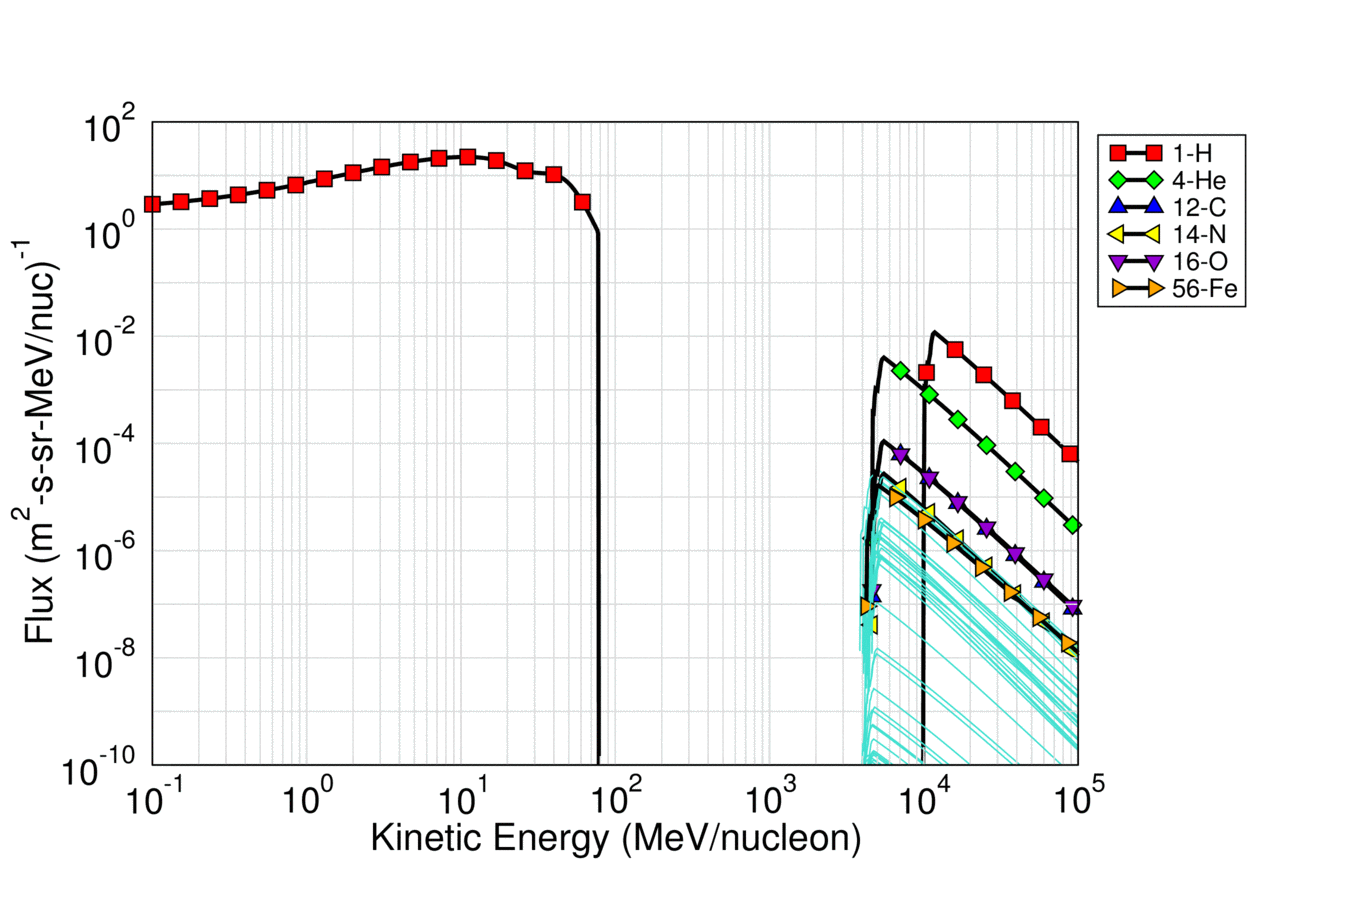 10^2
10^0
10^-2
10^-4
10^-6
10^-8
10^-10
Flux (m^2-s-sr-MeV/nuc)^-1
10^-1 10^0 10^1 10^2 10^3 10^4 10^5
Kinetic Energy (MeV/nucleon)
1-H
4-He
12-C
14-N
16-O
56-Fe